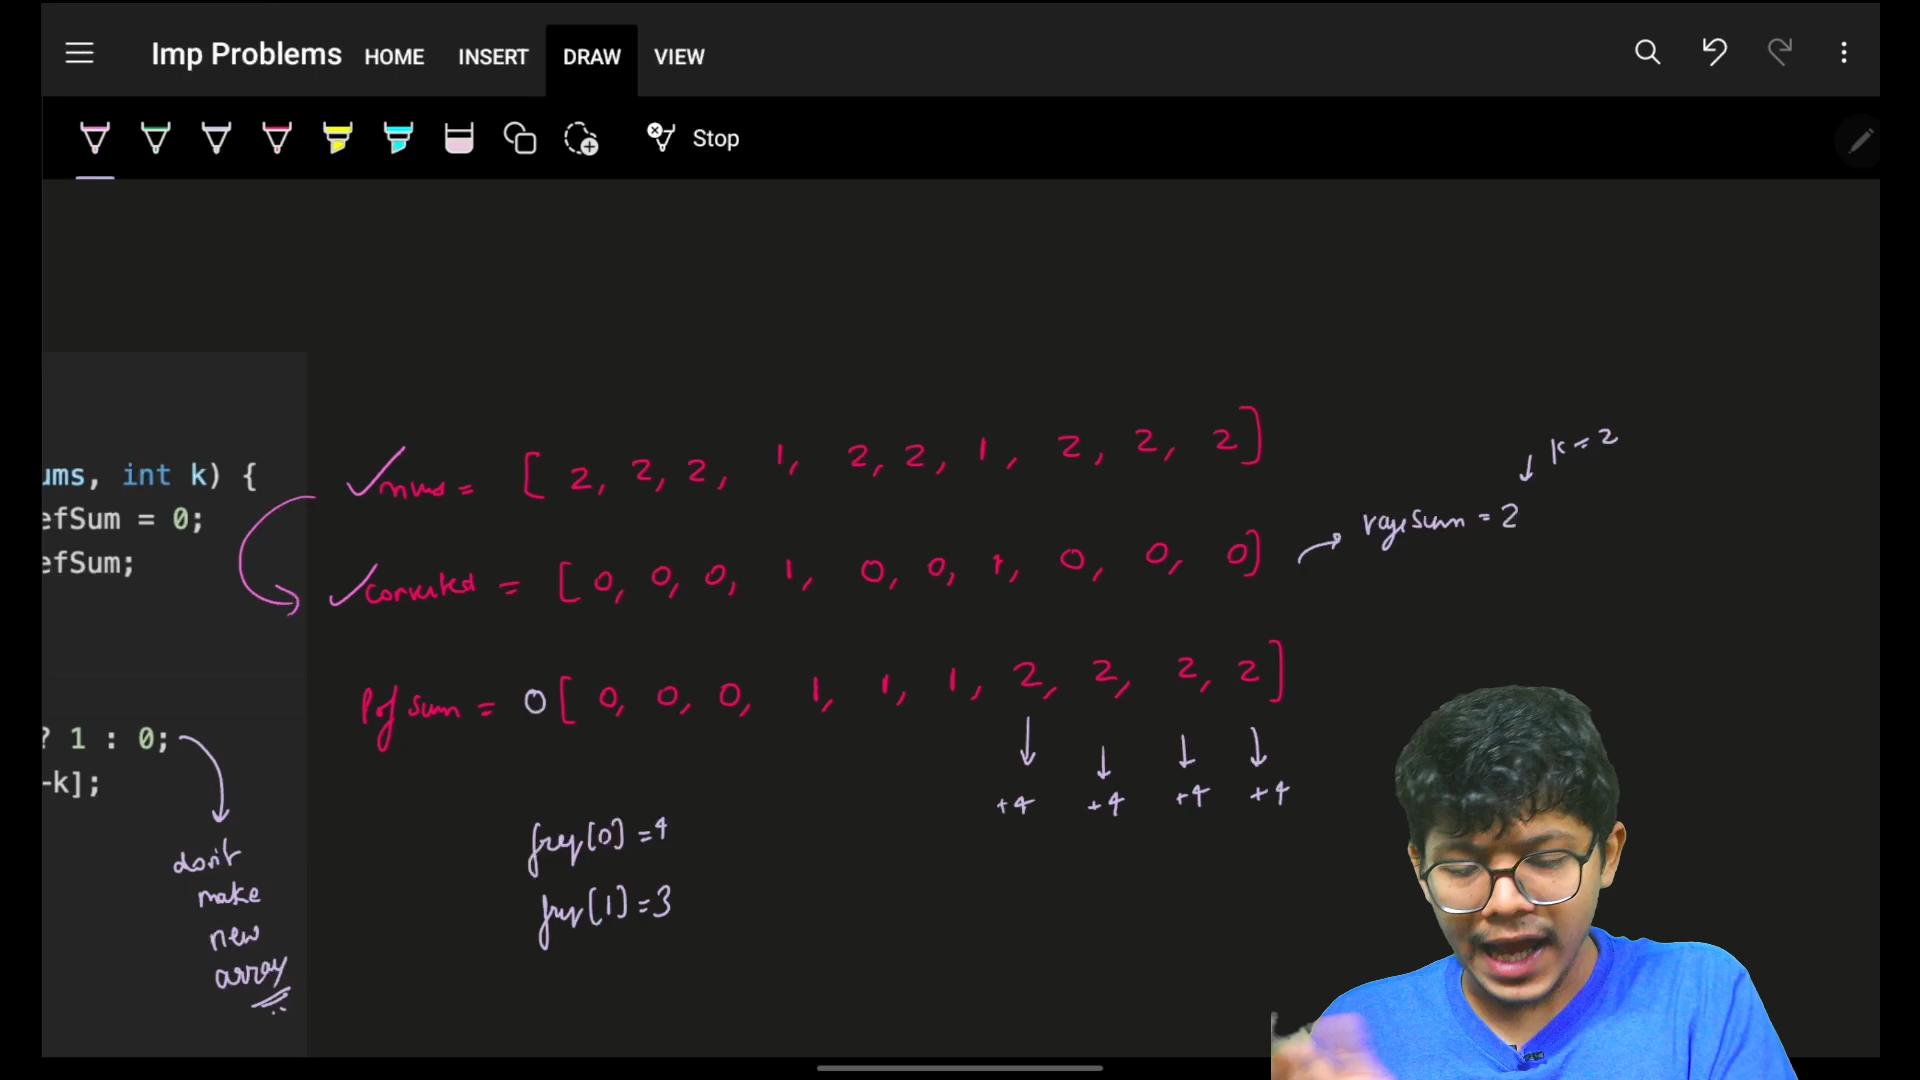 Imp Problems HOME INSERT DRAW VIEW
Stop
ums, int k) {
efSum = 0;
efSum;
? 1 : 0;
-k];
don't
make
new
array
nums = [ 2, 2, 2, 1, 2, 2, 1, 2, 2, 2]
k = 2
converted = [ 0, 0, 0, 1, 0, 0, 1, 0, 0, 0]
Sum = 2
Pref sum = 0 [ 0, 0, 0, 1, 1, 1, 2, 2, 2, 2]
+4 +4 +4 +4
freq[0] = 4
freq[1] = 3